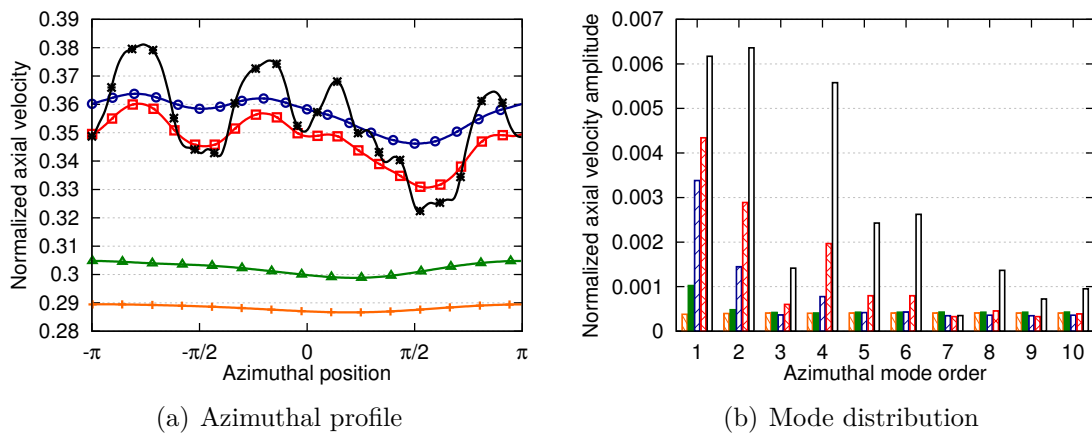 0.39
0.38
0.37
0.36
0.35
0.34
0.33
0.32
0.31
0.3
0.29
0.28
Normalized axial velocity
-π -π/2 0 π/2 π
Azimuthal position
(a) Azimuthal profile
0.007
0.006
0.005
0.004
0.003
0.002
0.001
0
Normalized axial velocity amplitude
1 2 3 4 5 6 7 8 9 10
Azimuthal mode order
(b) Mode distribution